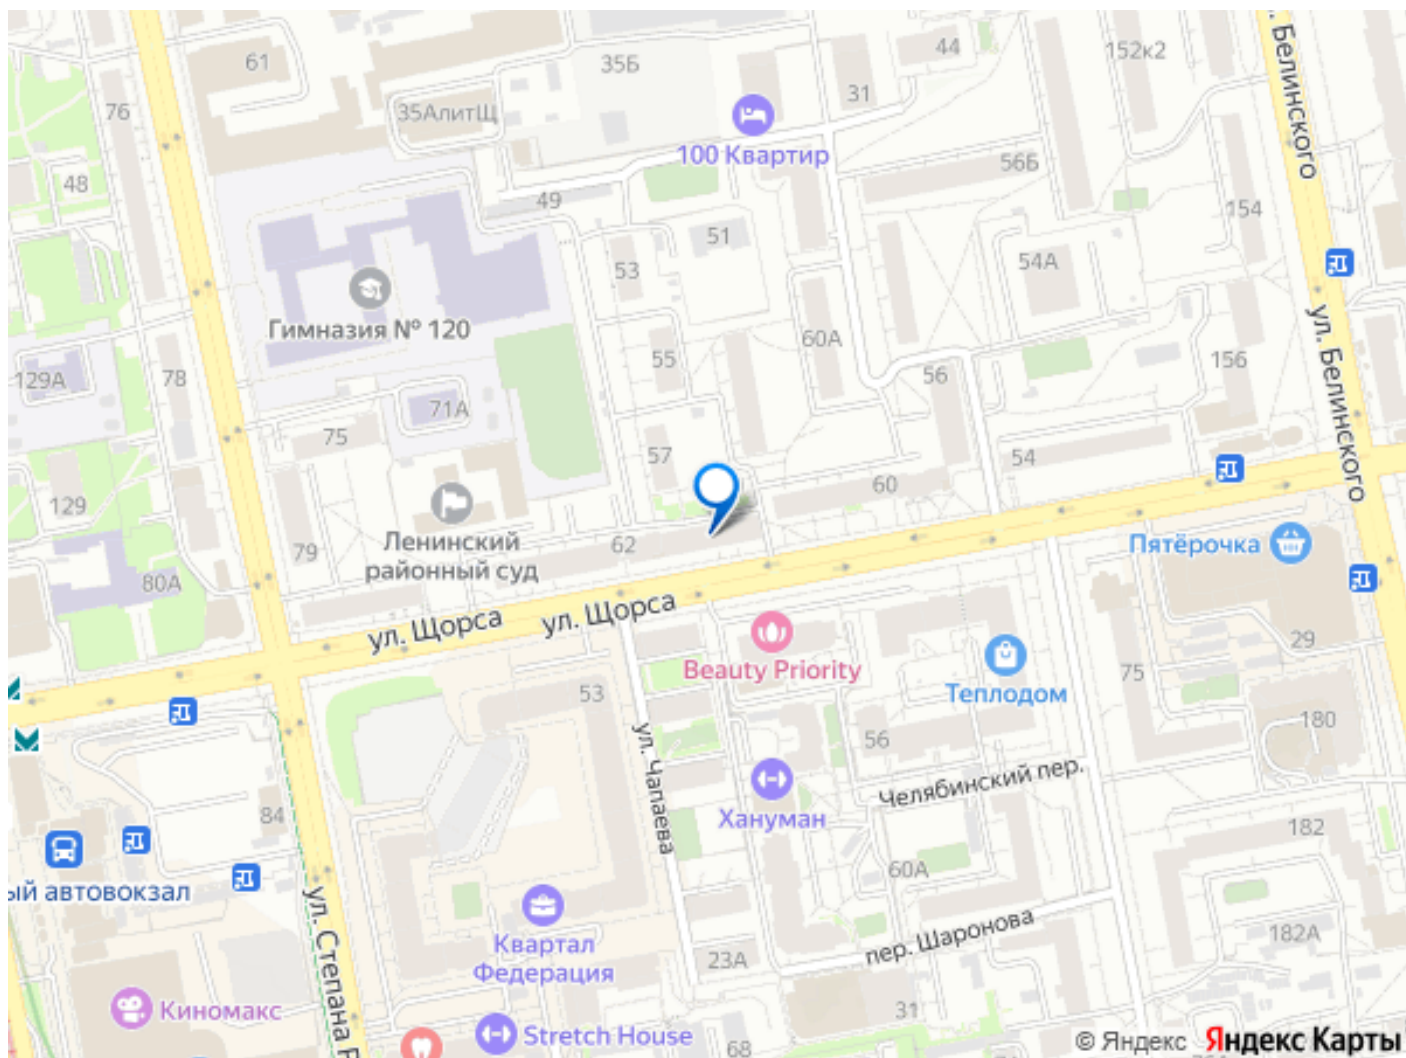 61
35Б
44
152к2
ул. Белинского
76
35АлитЩ
31
100 Квартир
56Б
48
49
154
51
53
54А
Гимназия № 120
60А
ул. Белинского
129А
78
55
156
56
71А
75
57
54
60
129
Ленинский
районный суд
62
79
Пятёрочка
80А
ул. Щорса
ул. Щорса
29
Beauty Priority
75
Теплодом
53
180
56
ул. Чапаева
Челябинский пер.
84
Хануман
182
60А
ый автовокзал
ул. Степана Р
Квартал
Федерация
пер. Шаронова
182А
23А
Киномакс
31
Stretch House
68
© Яндекс Яндекс Карты